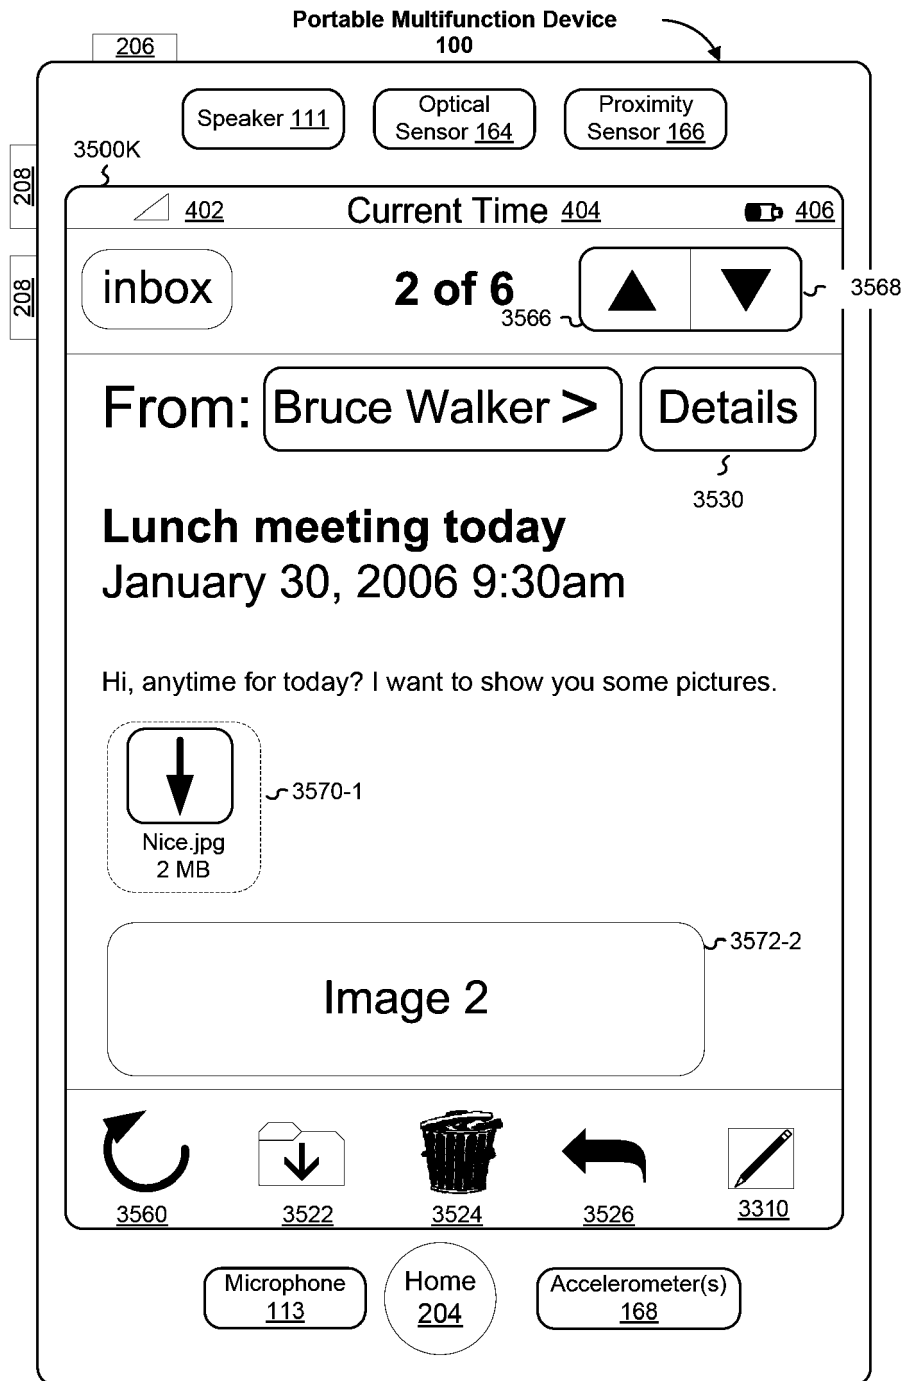 Portable Multifunction Device
100
206
Speaker 111
Optical
Sensor 164
Proximity
Sensor 166
3500K
208
402
Current Time 404
406
208
inbox
2 of 6
3566
3568
From:
Bruce Walker >
Details
3530
Lunch meeting today
January 30, 2006 9:30am
Hi, anytime for today? I want to show you some pictures.
3570-1
Nice.jpg
2 MB
3572-2
Image 2
3560
3522
3524
3526
3310
Microphone
113
Home
204
Accelerometer(s)
168